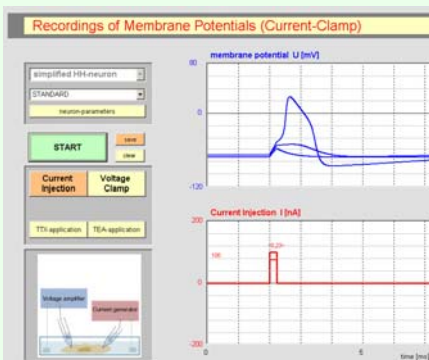 Recordings of Membrane Potentials (Current-Clamp)
simplified HH-neuron
STANDARD
neuron-parameters
START
save
clear
Current Injection
Voltage Clamp
TTX-application
TEA-application
Voltage amplifier
Current generator
membrane potential U [mV]
80
0
-120
Current Injection I [nA]
200
0
-200
0
5
time [ms]